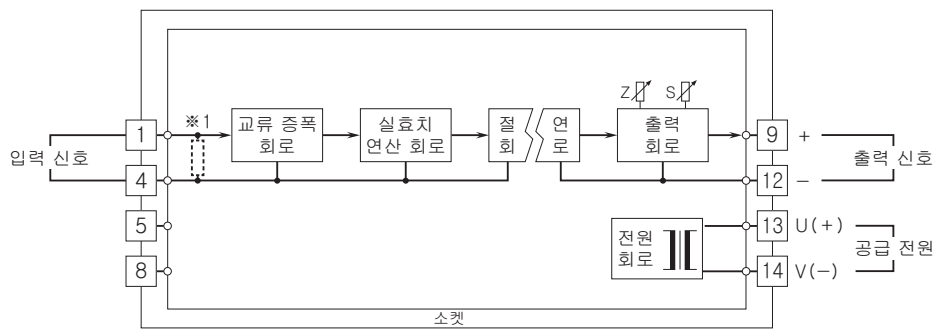 입력 신호
1
4
5
8
※1
교류 증폭
회로
실효치
연산 회로
절 연
회 로
Z
S
출력
회로
전원
회로
9 +
12 −
13 U(+)
14 V(−)
출력 신호
공급 전원
소켓